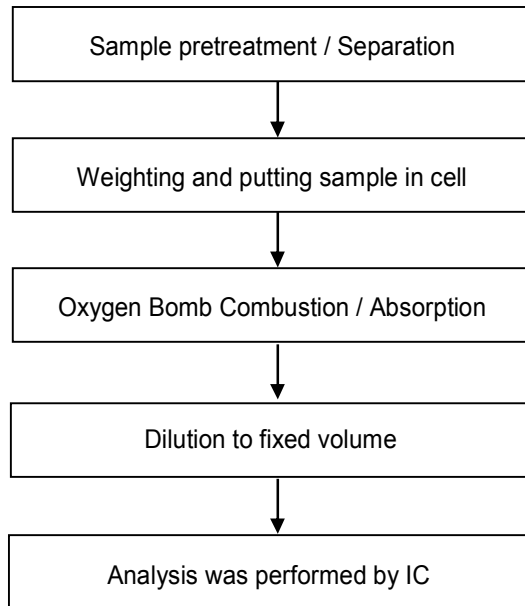 Sample pretreatment / Separation
Weighting and putting sample in cell
Oxygen Bomb Combustion / Absorption
Dilution to fixed volume
Analysis was performed by IC